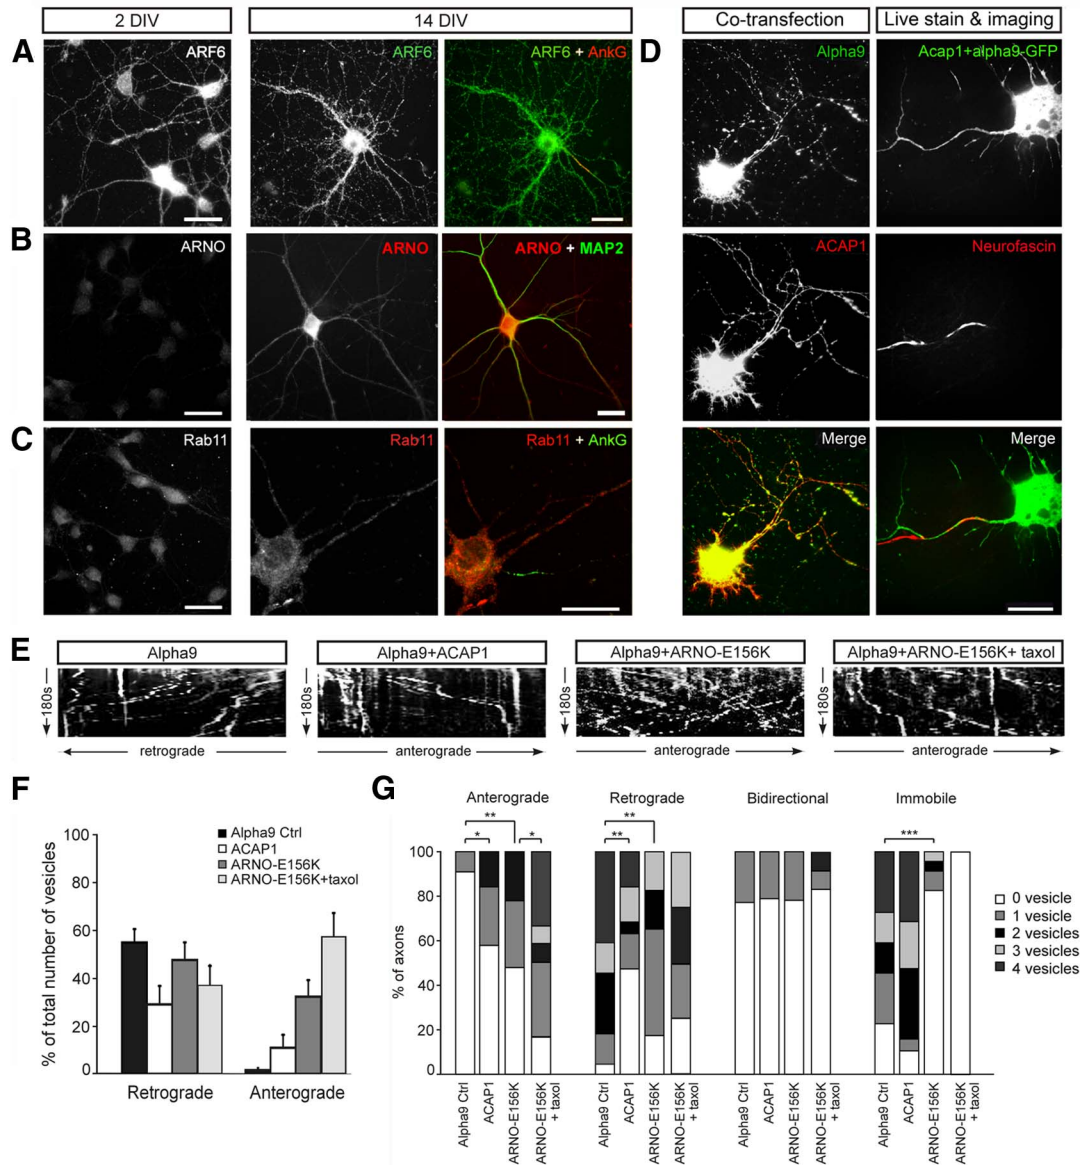 2 DIV
14 DIV
Co-transfection
Live stain & imaging
A
ARF6
ARF6
ARF6 + AnkG
D
Alpha9
Acap1+alpha9-GFP
B
ARNO
ARNO
ARNO + MAP2
ACAP1
Neurofascin
C
Rab11
Rab11
Rab11 + AnkG
Merge
Merge
E
Alpha9
Alpha9+ACAP1
Alpha9+ARNO-E156K
Alpha9+ARNO-E156K+ taxol
180s
180s
180s
180s
retrograde
anterograde
anterograde
anterograde
F
% of total number of vesicles
100
80
60
40
20
0
Alpha9 Ctrl
ACAP1
ARNO-E156K
ARNO-E156K+taxol
Retrograde
Anterograde
G
% of axons
100
80
60
40
20
0
Anterograde
Retrograde
Bidirectional
Immobile
**
*
*
**
**
***
0 vesicle
1 vesicle
2 vesicles
3 vesicles
4 vesicles
Alpha9 Ctrl
ACAP1
ARNO-E156K
ARNO-E156K
+ taxol
Alpha9 Ctrl
ACAP1
ARNO-E156K
ARNO-E156K
+ taxol
Alpha9 Ctrl
ACAP1
ARNO-E156K
ARNO-E156K
+ taxol
Alpha9 Ctrl
ACAP1
ARNO-E156K
ARNO-E156K
+ taxol